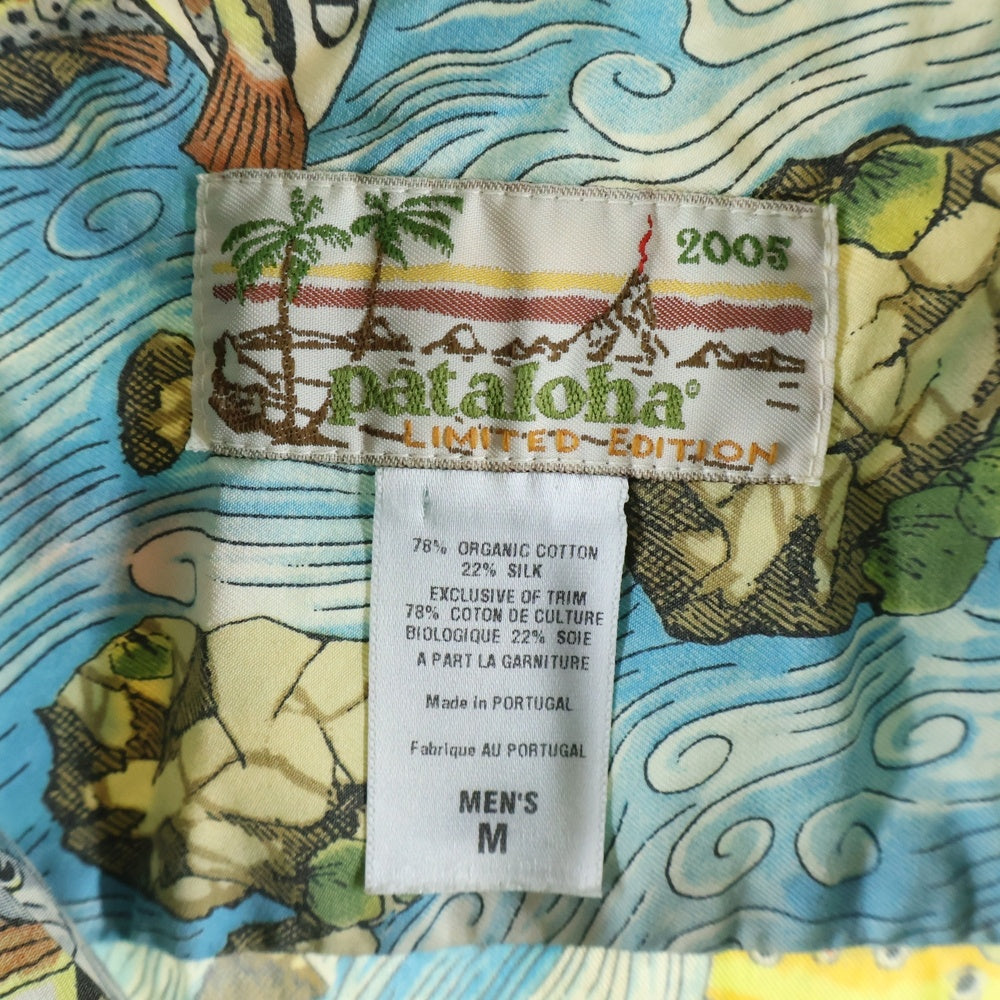 2005
pataloha®
LIMITED EDITION
78% ORGANIC COTTON
22% SILK
EXCLUSIVE OF TRIM
78% COTON DE CULTURE
BIOLOGIQUE 22% SOIE
A PART LA GARNITURE
Made in PORTUGAL
Fabrique AU PORTUGAL
MEN'S
M